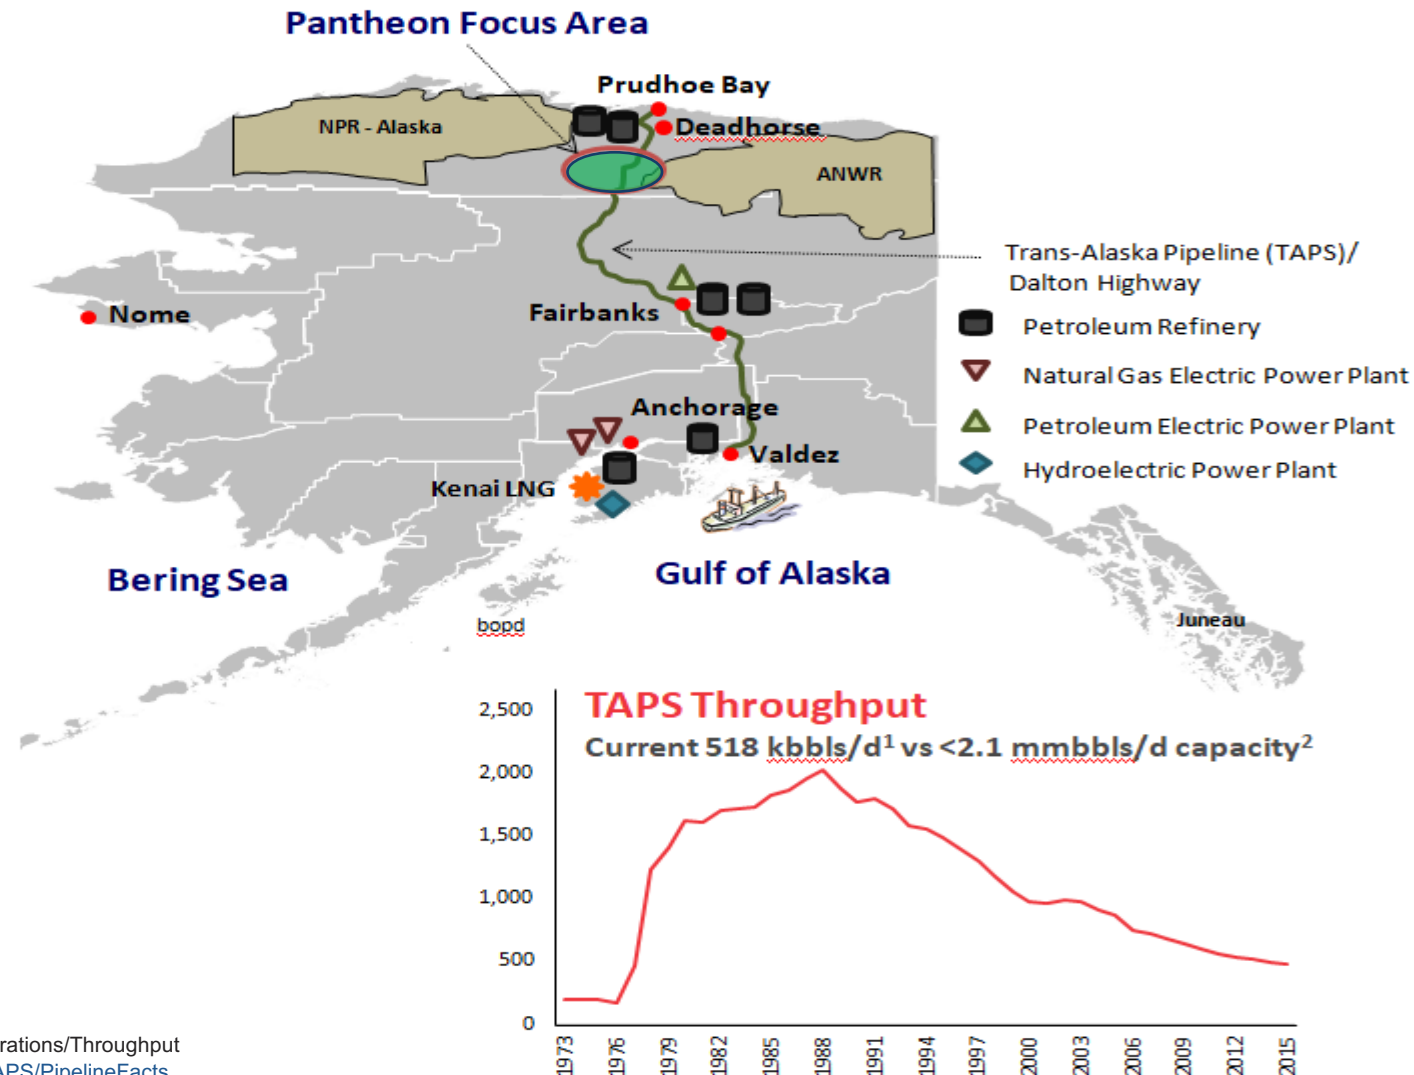 Pantheon Focus Area
Prudhoe Bay
NPR - Alaska
Deadhorse
ANWR
Trans-Alaska Pipeline (TAPS)/
Dalton Highway
Nome
Fairbanks
Petroleum Refinery
Natural Gas Electric Power Plant
Anchorage
Petroleum Electric Power Plant
Valdez
Hydroelectric Power Plant
Kenai LNG
Bering Sea
Gulf of Alaska
Juneau
bopd
TAPS Throughput
Current 518 kbbls/d¹ vs <2.1 mmbbls/d capacity²
2,500
2,000
1,500
1,000
500
0
1973
1976
1979
1982
1985
1988
1991
1994
1997
2000
2003
2006
2009
2012
2015
rations/Throughput
APS/PipelineFacts